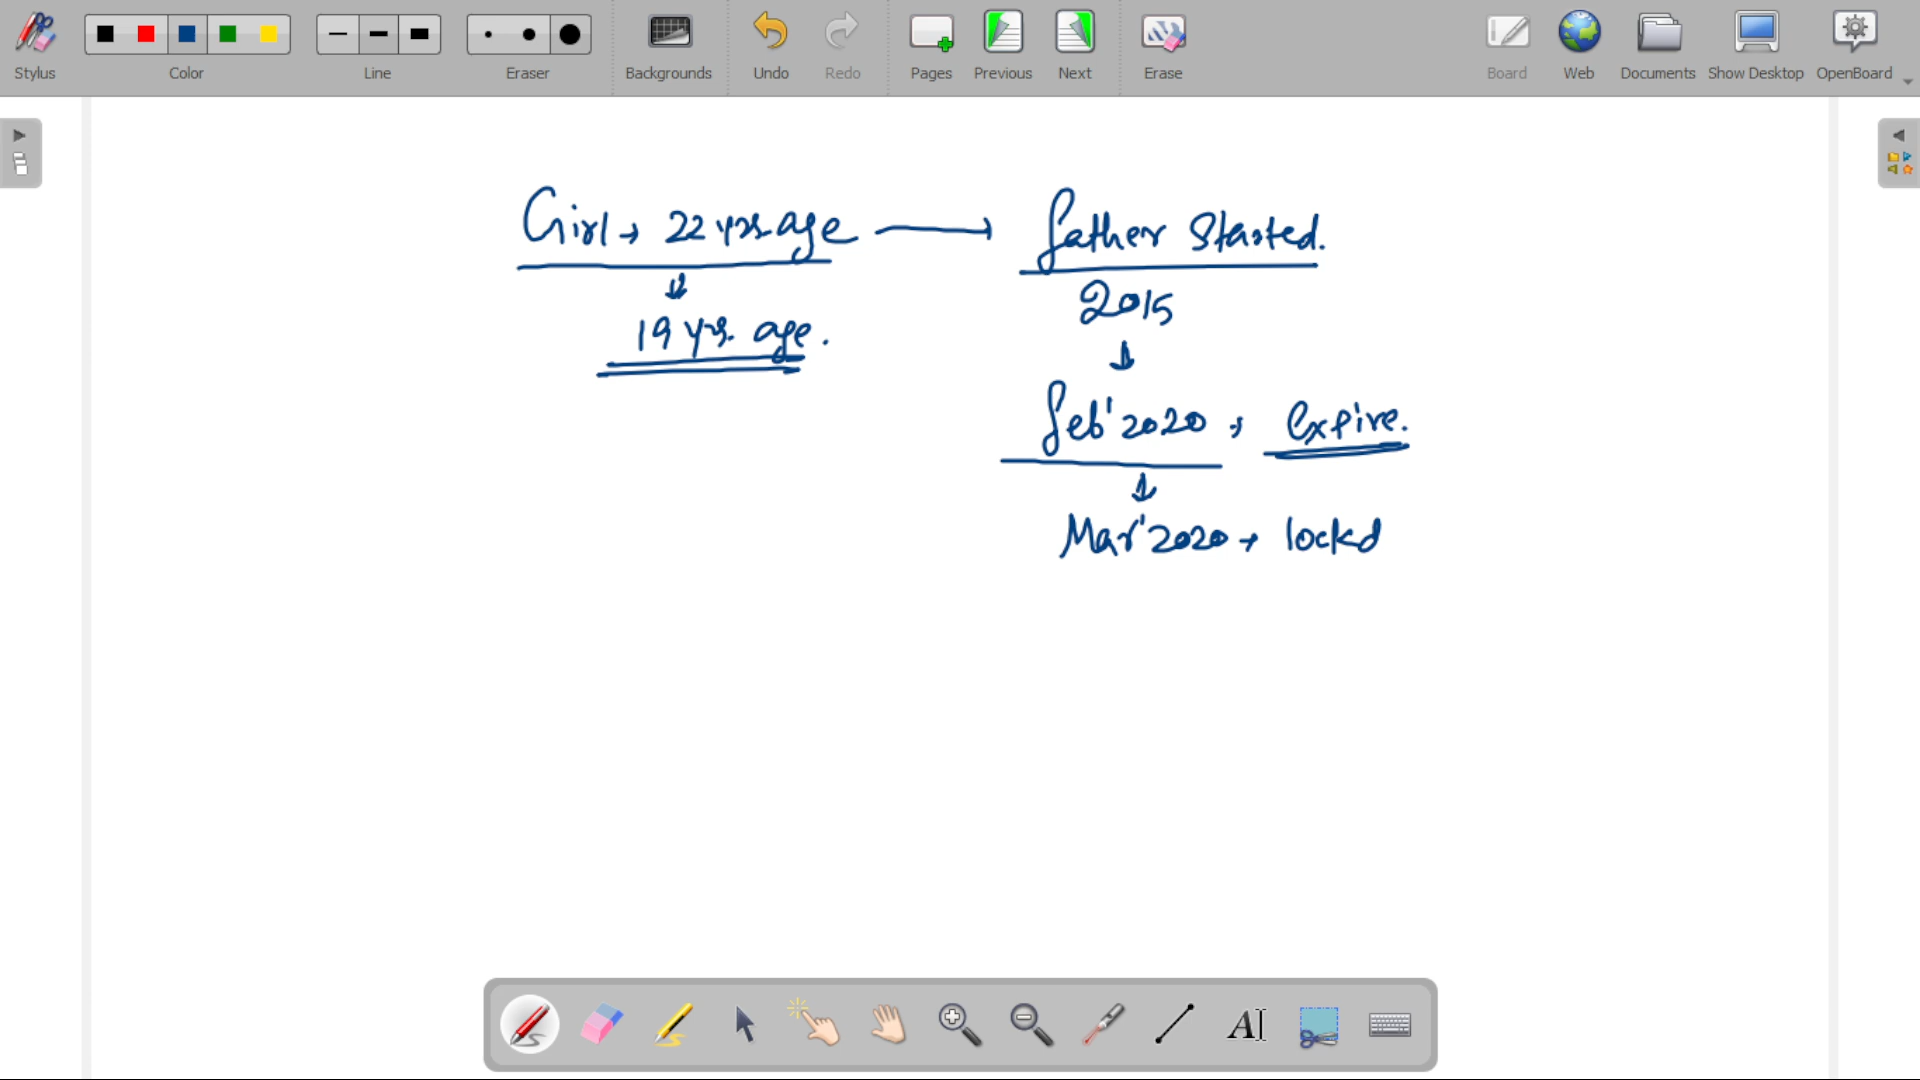 Stylus Color Line Eraser Backgrounds Undo Redo Pages Previous Next Erase Board Web Documents Show Desktop OpenBoard
Girl → 22 yrs. age → father Started.
19 yrs. age.
2015
feb' 2020 → Expire.
Mar' 2020 → lockd
AI